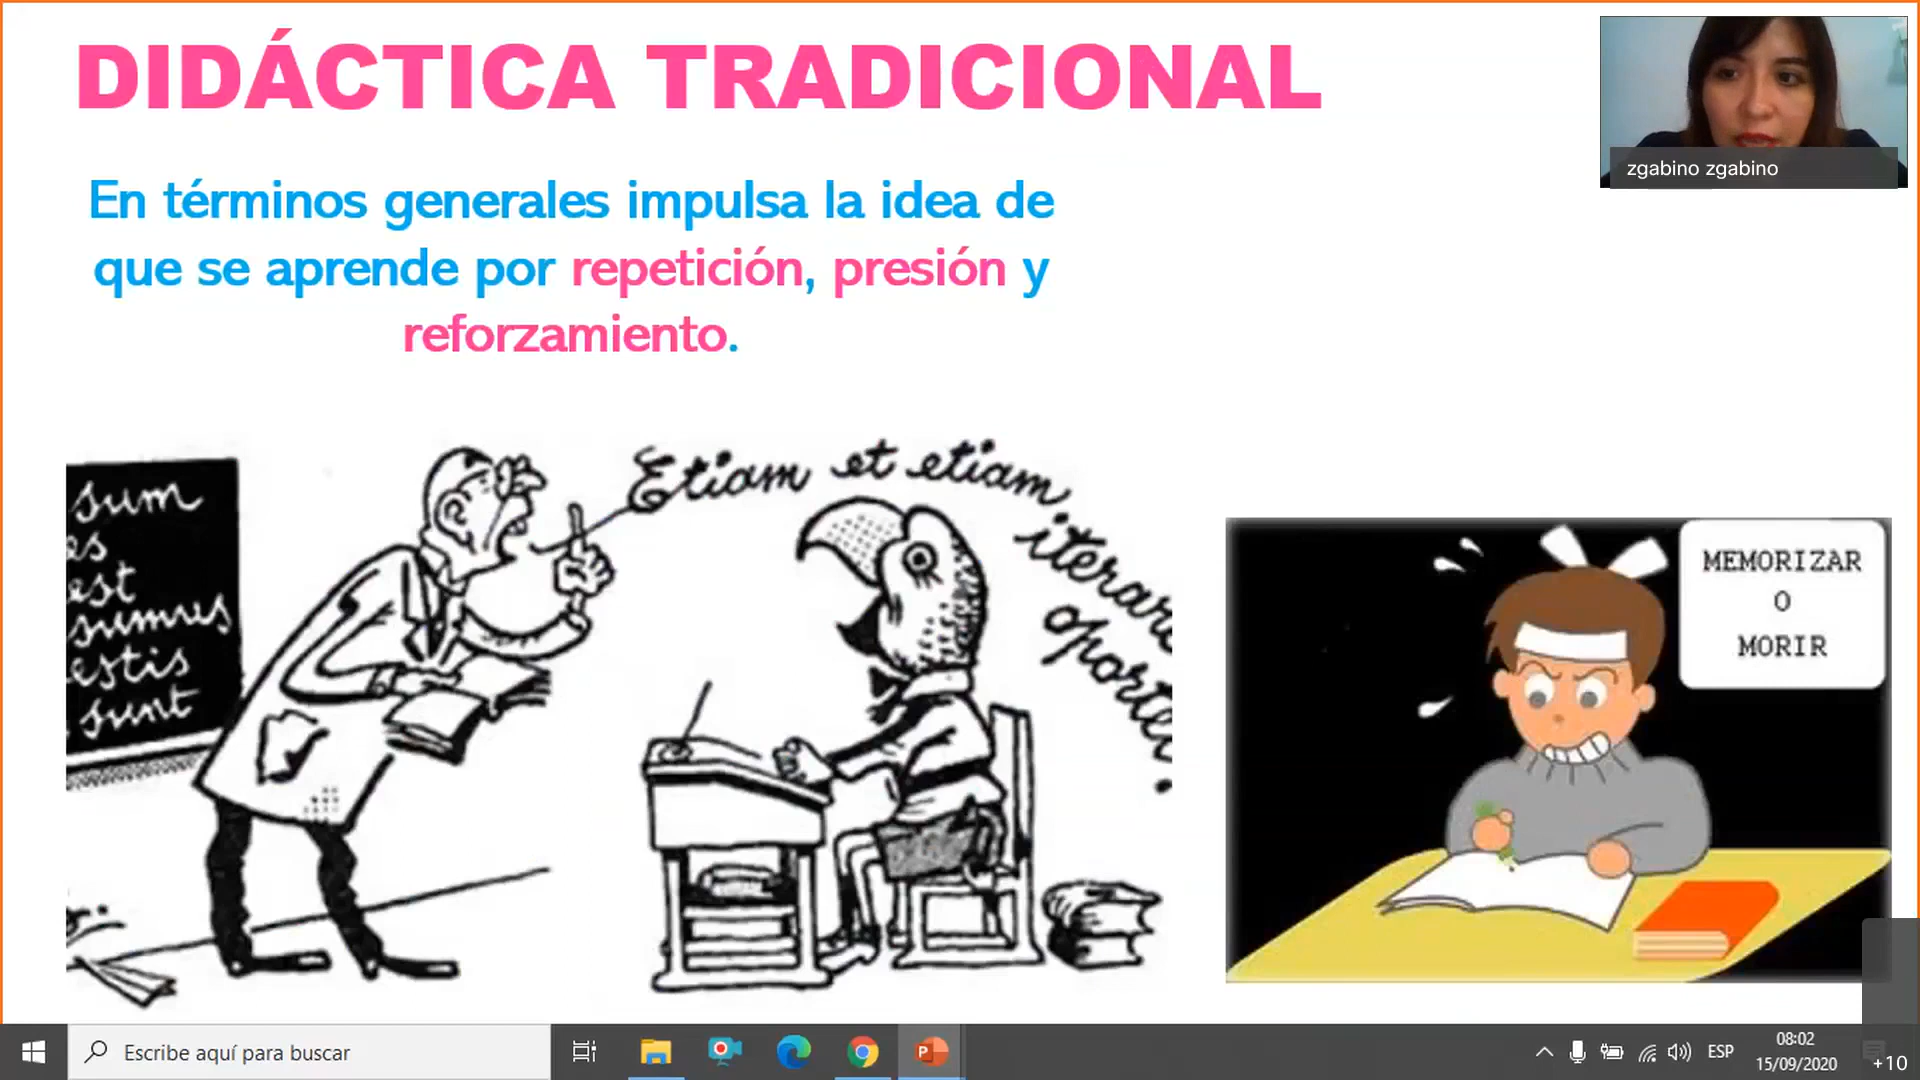 DIDÁCTICA TRADICIONAL
zgabino zgabino
En términos generales impulsa la idea de
que se aprende por repetición, presión y
reforzamiento.
sum
es
est
sumus
estis
sunt
Etiam et etiam
iterare
oportet
MEMORIZAR
O
MORIR
Escribe aquí para buscar
ESP
08:02
15/09/2020
+10